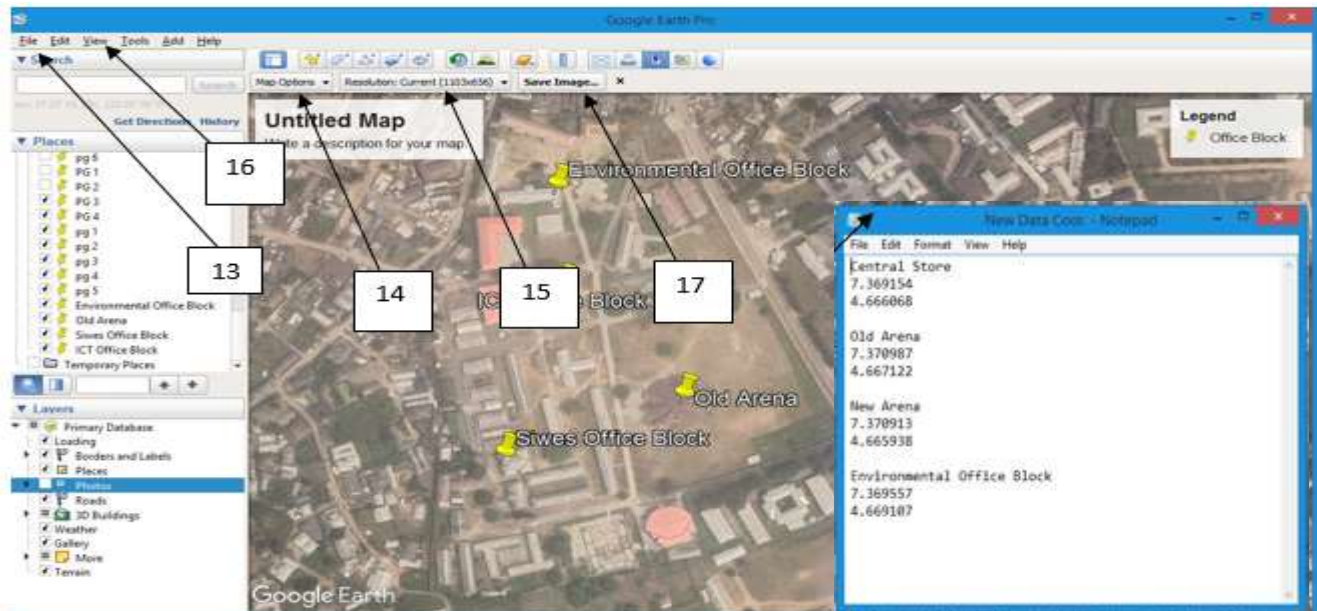 Google Earth Pro
File Edit View Tools Add Help
Search
Search
Get Directions History
Map Options Resolution: Current (1103x656) Save Image...
Untitled Map
Write a description for your map.
Legend
Office Block
Places
pg 6
PG 1
PG 2
PG 3
PG 4
pg 1
pg 2
pg 3
pg 4
pg 5
Environmental Office Block
Old Arena
Siwes Office Block
ICT Office Block
Temporary Places
Layers
Primary Database
Loading
Borders and Labels
Places
Photos
Roads
3D Buildings
Weather
Gallery
More
Terrain
16
13
14
15
17
Environmental Office Block
Block
Old Arena
Siwes Office Block
Google Earth
New Data Coor. - Notepad
File Edit Format View Help
Central Store
7.369154
4.666068
Old Arena
7.370987
4.667122
New Arena
7.370913
4.665938
Environmental Office Block
7.369557
4.669107